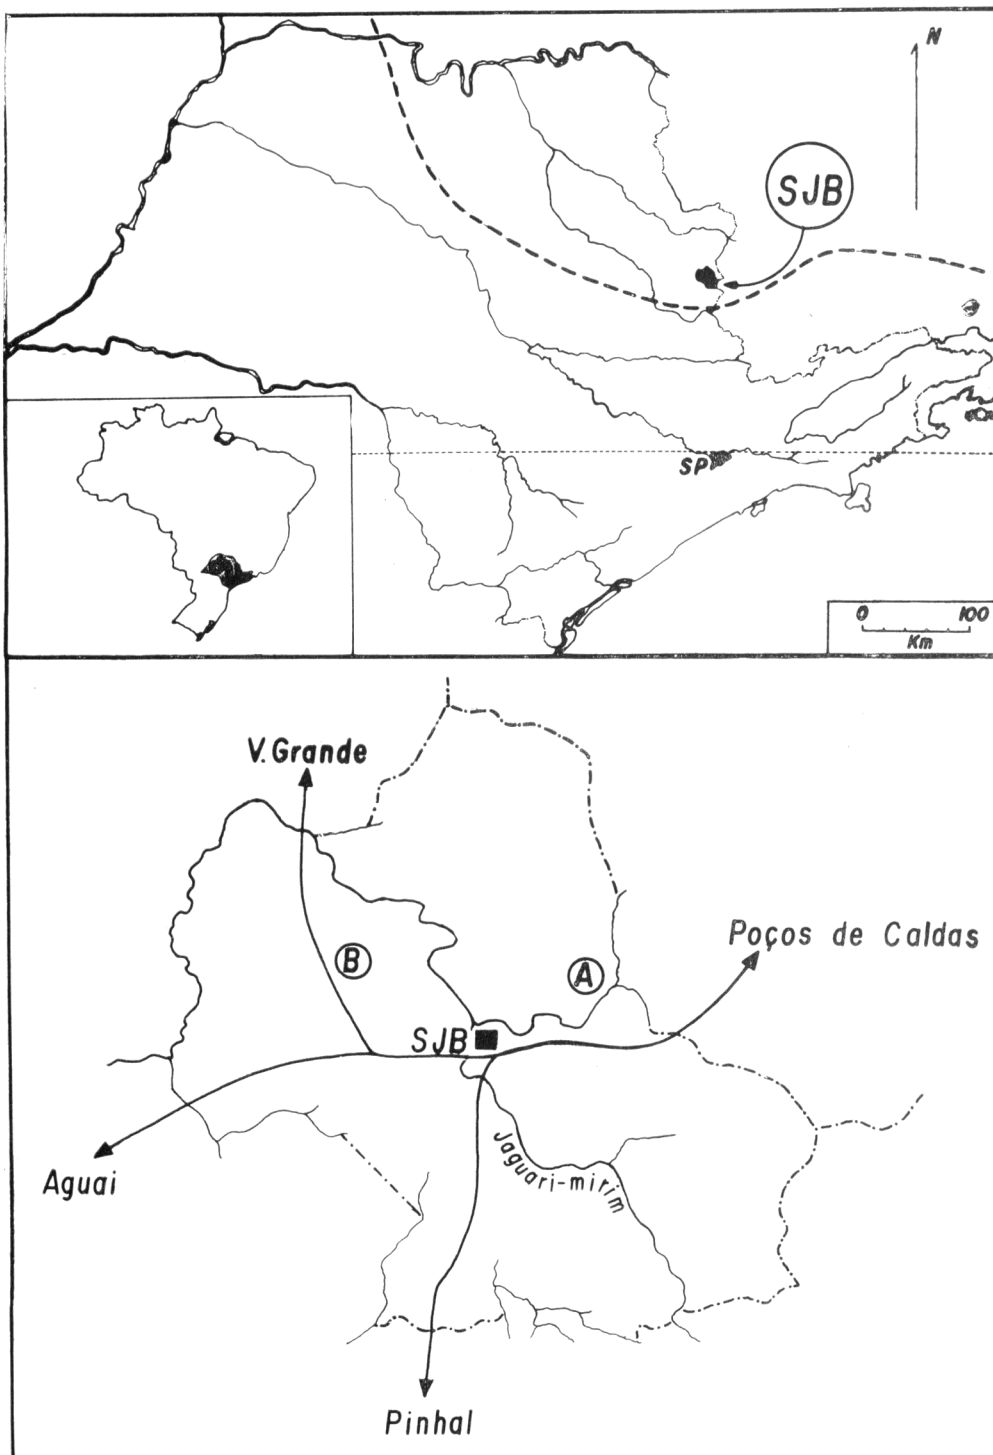 N
SJB
SP
0 100
Km
V.Grande
Poços de Caldas
B
A
SJB
Jaguari-mirim
Aguai
Pinhal